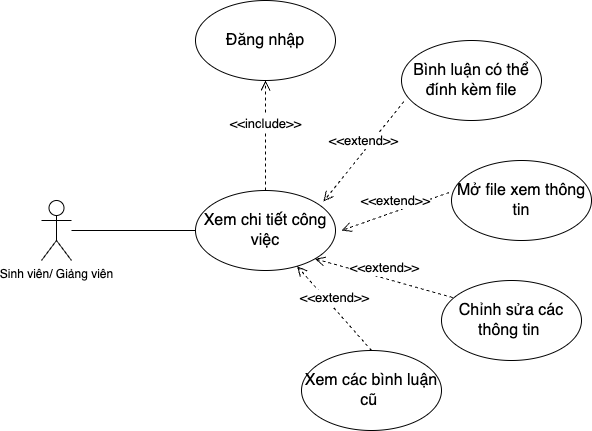 Đăng nhập
Bình luận có thể
đính kèm file
<<include>>
<<extend>>
Mở file xem thông
tin
<<extend>>
Xem chi tiết công
việc
Sinh viên/ Giảng viên
<<extend>>
<<extend>>
Chỉnh sửa các
thông tin
Xem các bình luận
cũ